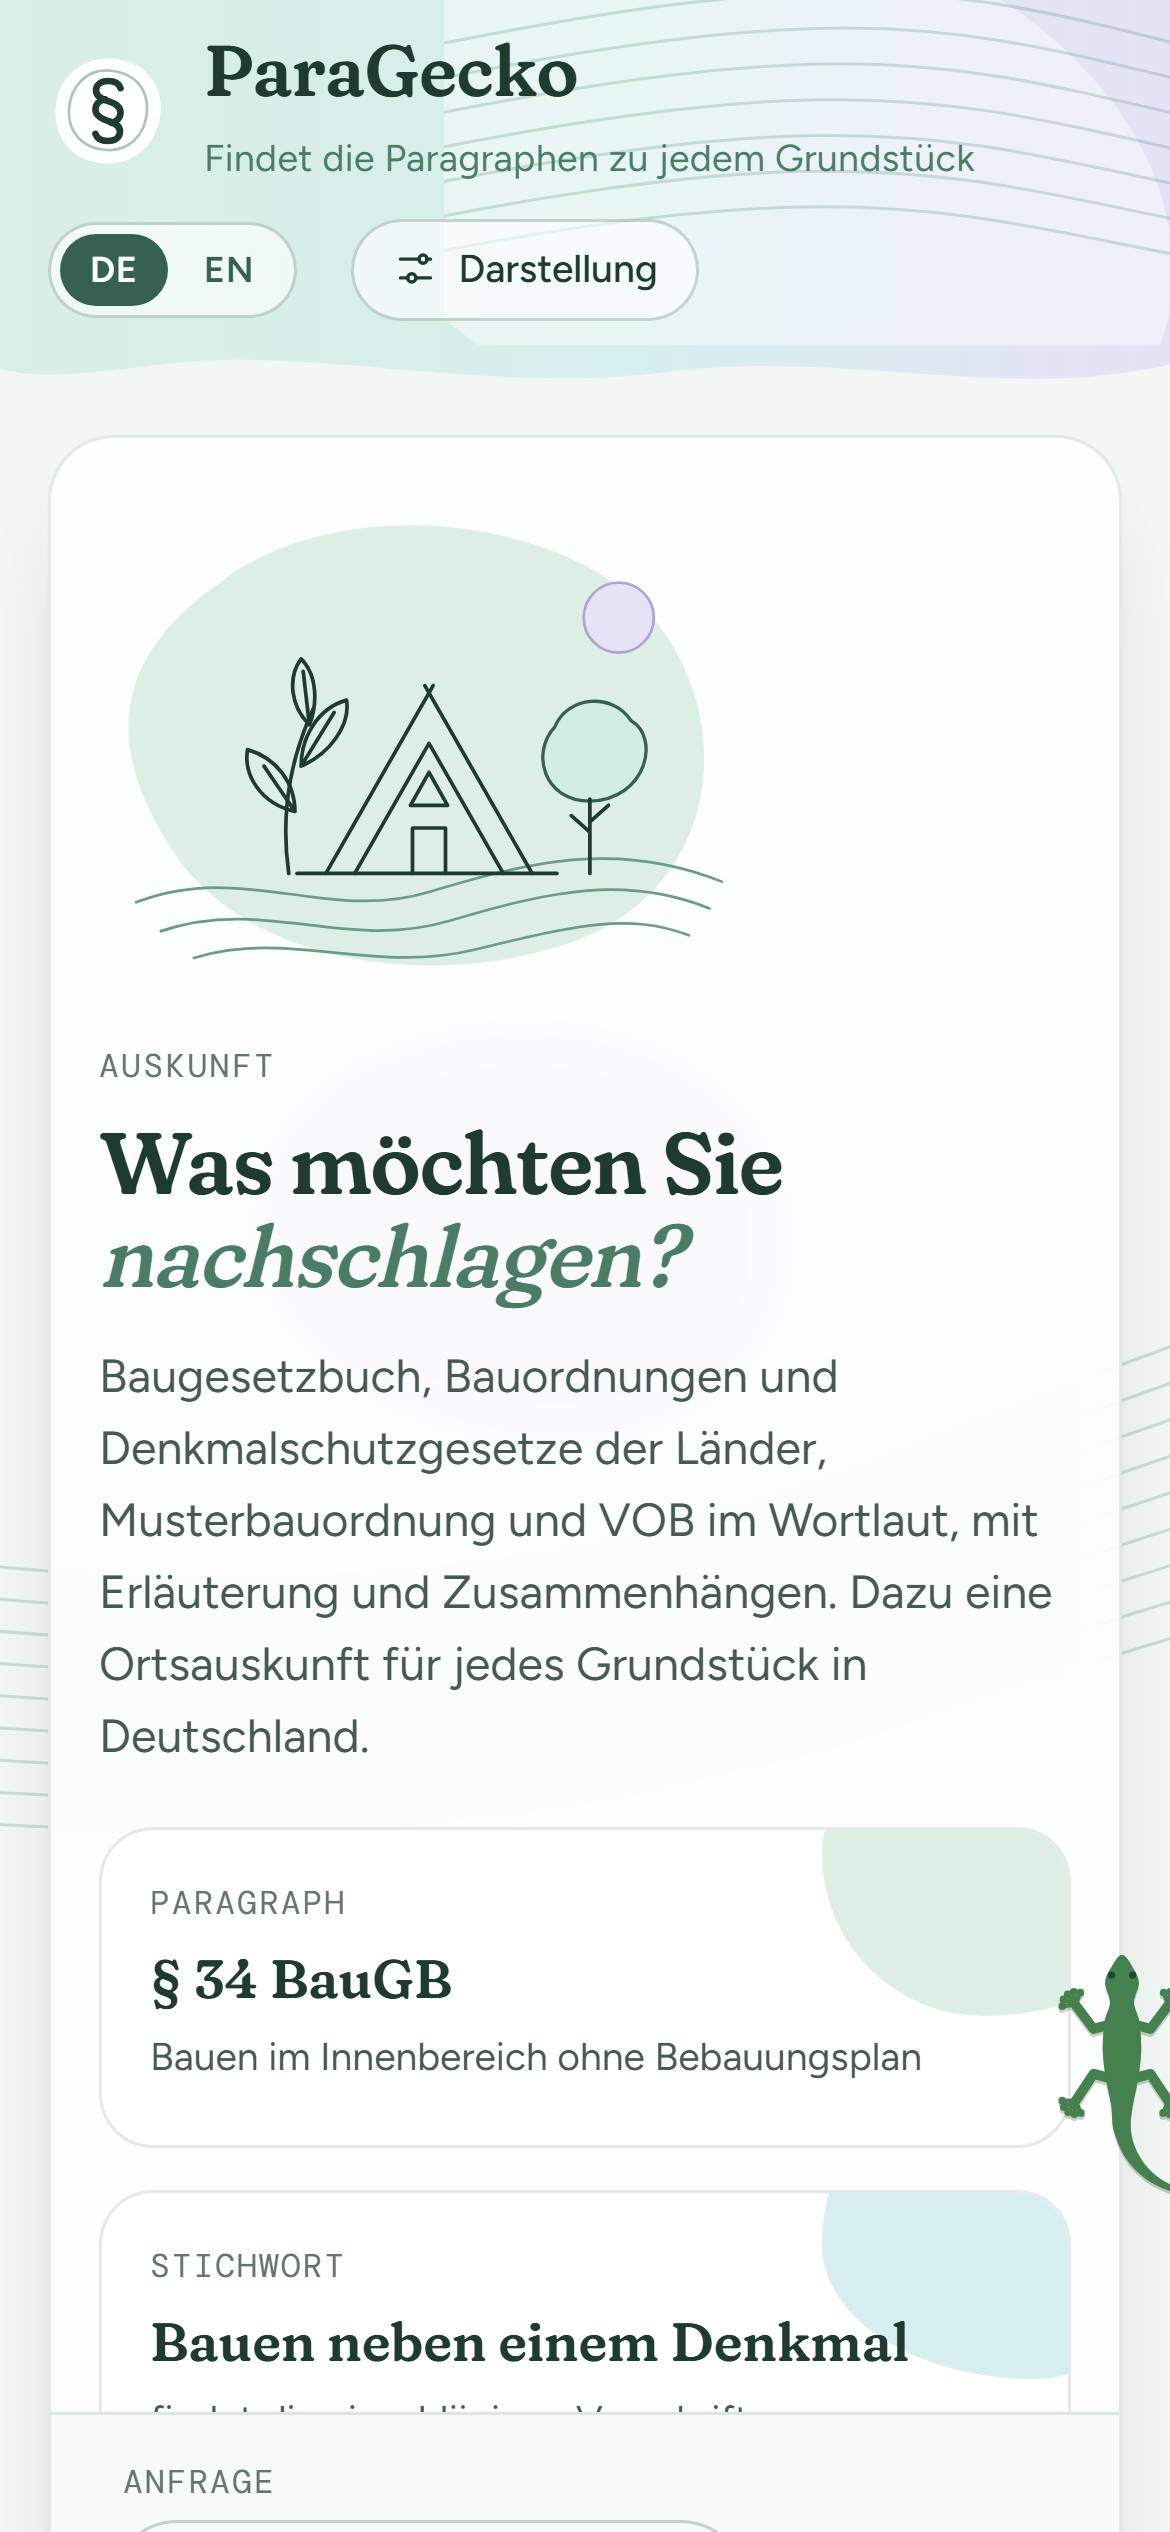 §
ParaGecko
Findet die Paragraphen zu jedem Grundstück
DE EN Darstellung
AUSKUNFT
Was möchten Sie
nachschlagen?
Baugesetzbuch, Bauordnungen und
Denkmalschutzgesetze der Länder,
Musterbauordnung und VOB im Wortlaut, mit
Erläuterung und Zusammenhängen. Dazu eine
Ortsauskunft für jedes Grundstück in
Deutschland.
PARAGRAPH
§ 34 BauGB
Bauen im Innenbereich ohne Bebauungsplan
STICHWORT
Bauen neben einem Denkmal
ANFRAGE